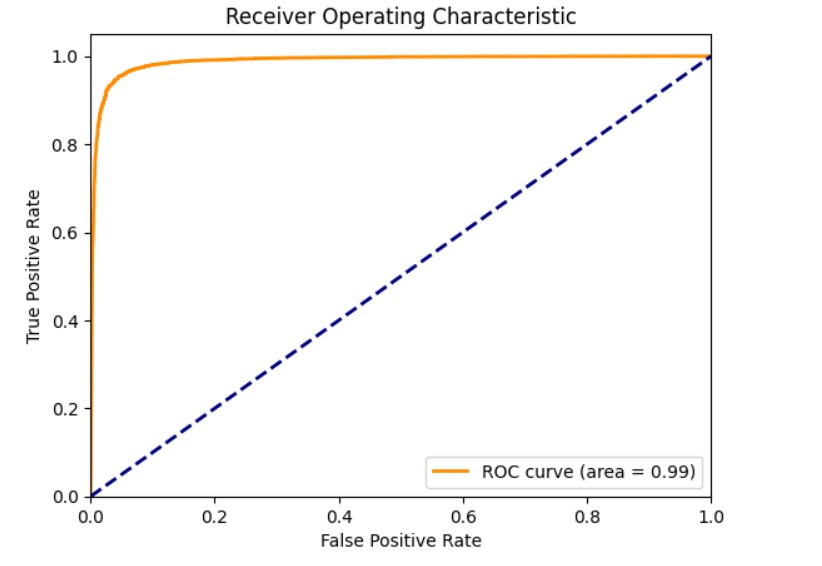 Receiver Operating Characteristic
1.0
0.8
0.6
0.4
0.2
0.0
True Positive Rate
ROC curve (area = 0.99)
0.0 0.2 0.4 0.6 0.8 1.0
False Positive Rate